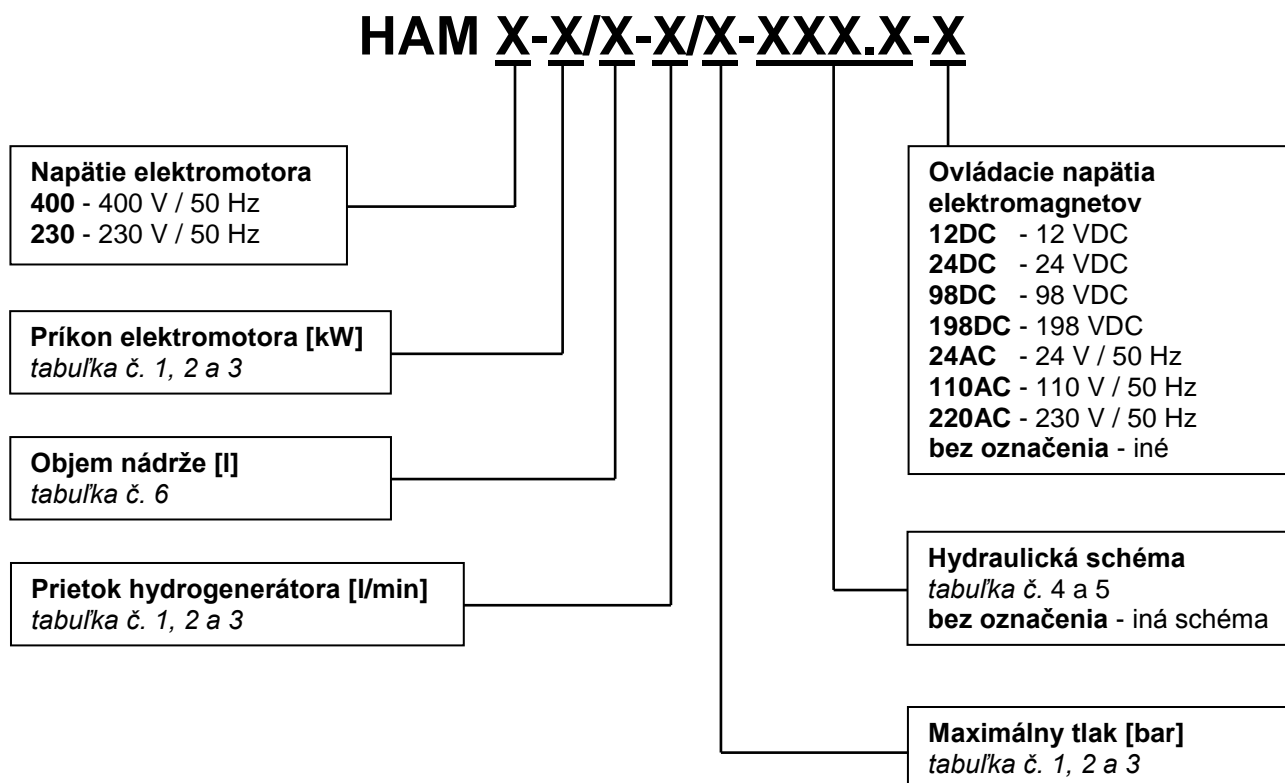 HAM X-X/X-X/X-XXX.X-X
Napätie elektromotora
400 - 400 V / 50 Hz
230 - 230 V / 50 Hz
Príkon elektromotora [kW]
tabuľka č. 1, 2 a 3
Objem nádrže [l]
tabuľka č. 6
Prietok hydrogenerátora [l/min]
tabuľka č. 1, 2 a 3
Ovládacie napätia
elektromagnetov
12DC - 12 VDC
24DC - 24 VDC
98DC - 98 VDC
198DC - 198 VDC
24AC - 24 V / 50 Hz
110AC - 110 V / 50 Hz
220AC - 230 V / 50 Hz
bez označenia - iné
Hydraulická schéma
tabuľka č. 4 a 5
bez označenia - iná schéma
Maximálny tlak [bar]
tabuľka č. 1, 2 a 3